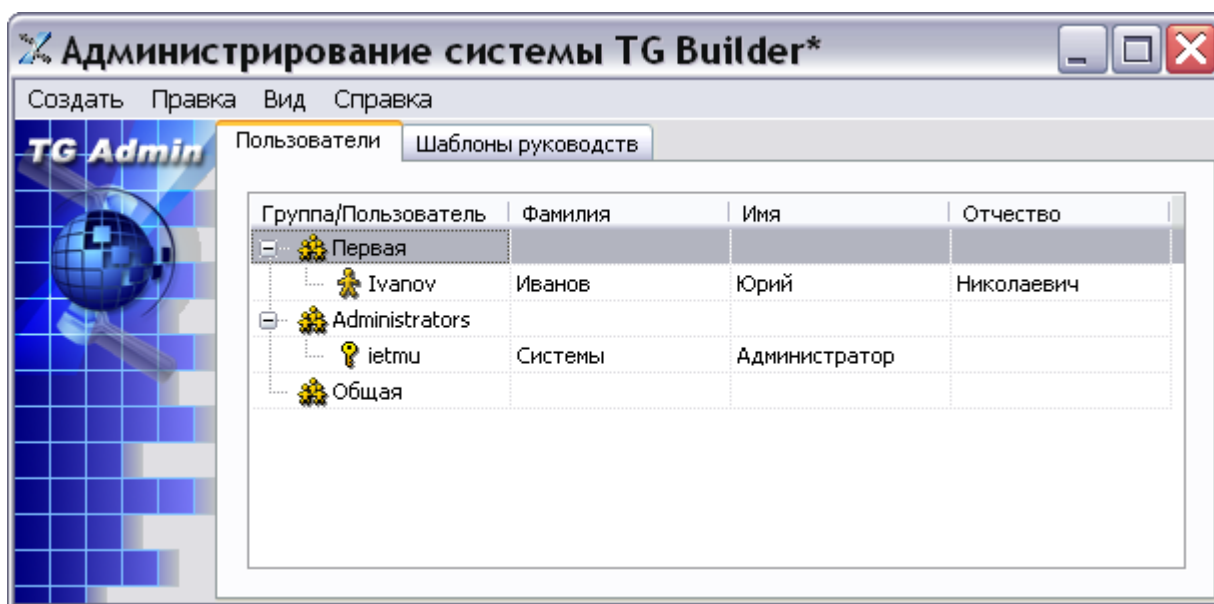 Администрирование системы TG Builder*
Создать Правка Вид Справка
TG Admin
Пользователи Шаблоны руководств
Группа/Пользователь Фамилия Имя Отчество
Первая
Ivanov Иванов Юрий Николаевич
Administrators
ietmu Системы Администратор
Общая